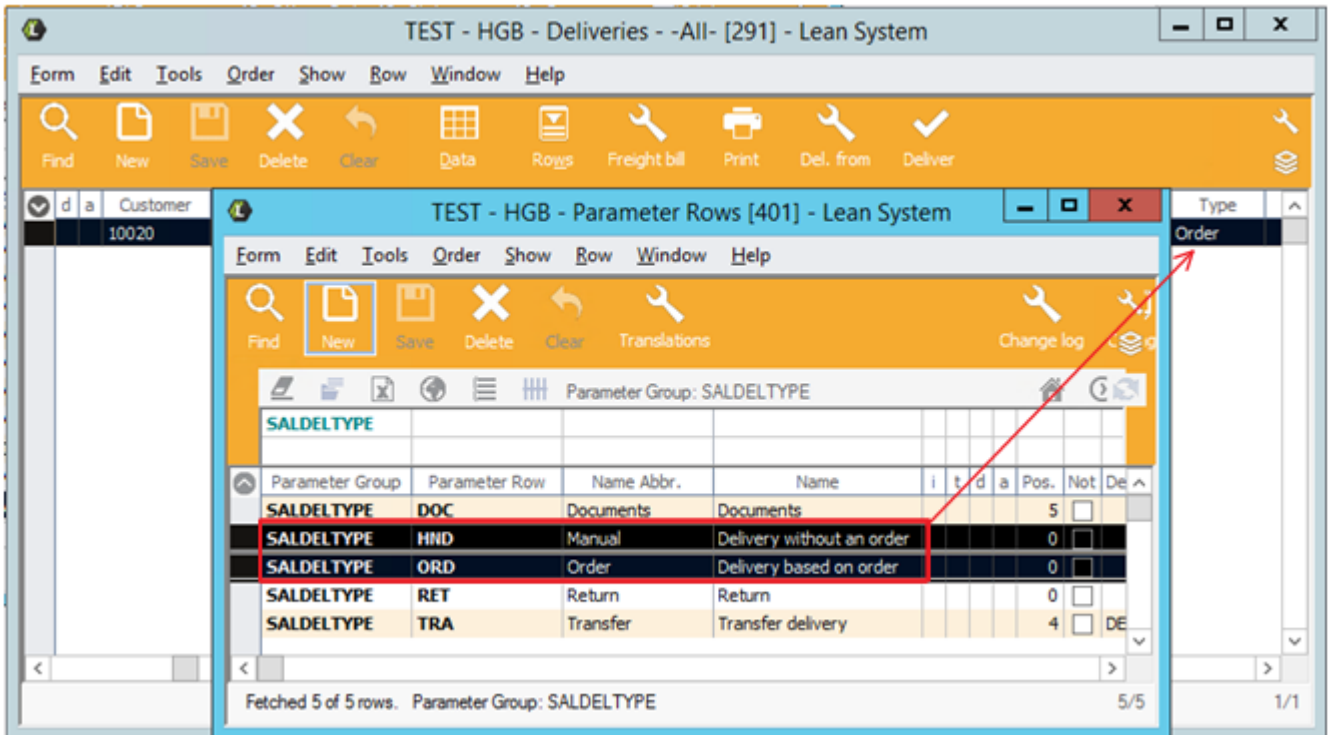 TEST - HGB - Deliveries - -All- [291] - Lean System
Form Edit Tools Order Show Row Window Help
Find New Save Delete Clear Data Rows Freight bill Print Del. from Deliver
d a Customer Type
10020 Order
TEST - HGB - Parameter Rows [401] - Lean System
Form Edit Tools Order Show Row Window Help
Find New Save Delete Clear Translations Change log
Parameter Group: SALDELTYPE
SALDELTYPE
Parameter Group Parameter Row Name Abbr. Name i t d a Pos. Not De
SALDELTYPE DOC Documents Documents 5
SALDELTYPE HND Manual Delivery without an order 0
SALDELTYPE ORD Order Delivery based on order 0
SALDELTYPE RET Return Return 0
SALDELTYPE TRA Transfer Transfer delivery 4 DE
Fetched 5 of 5 rows. Parameter Group: SALDELTYPE 5/5
1/1